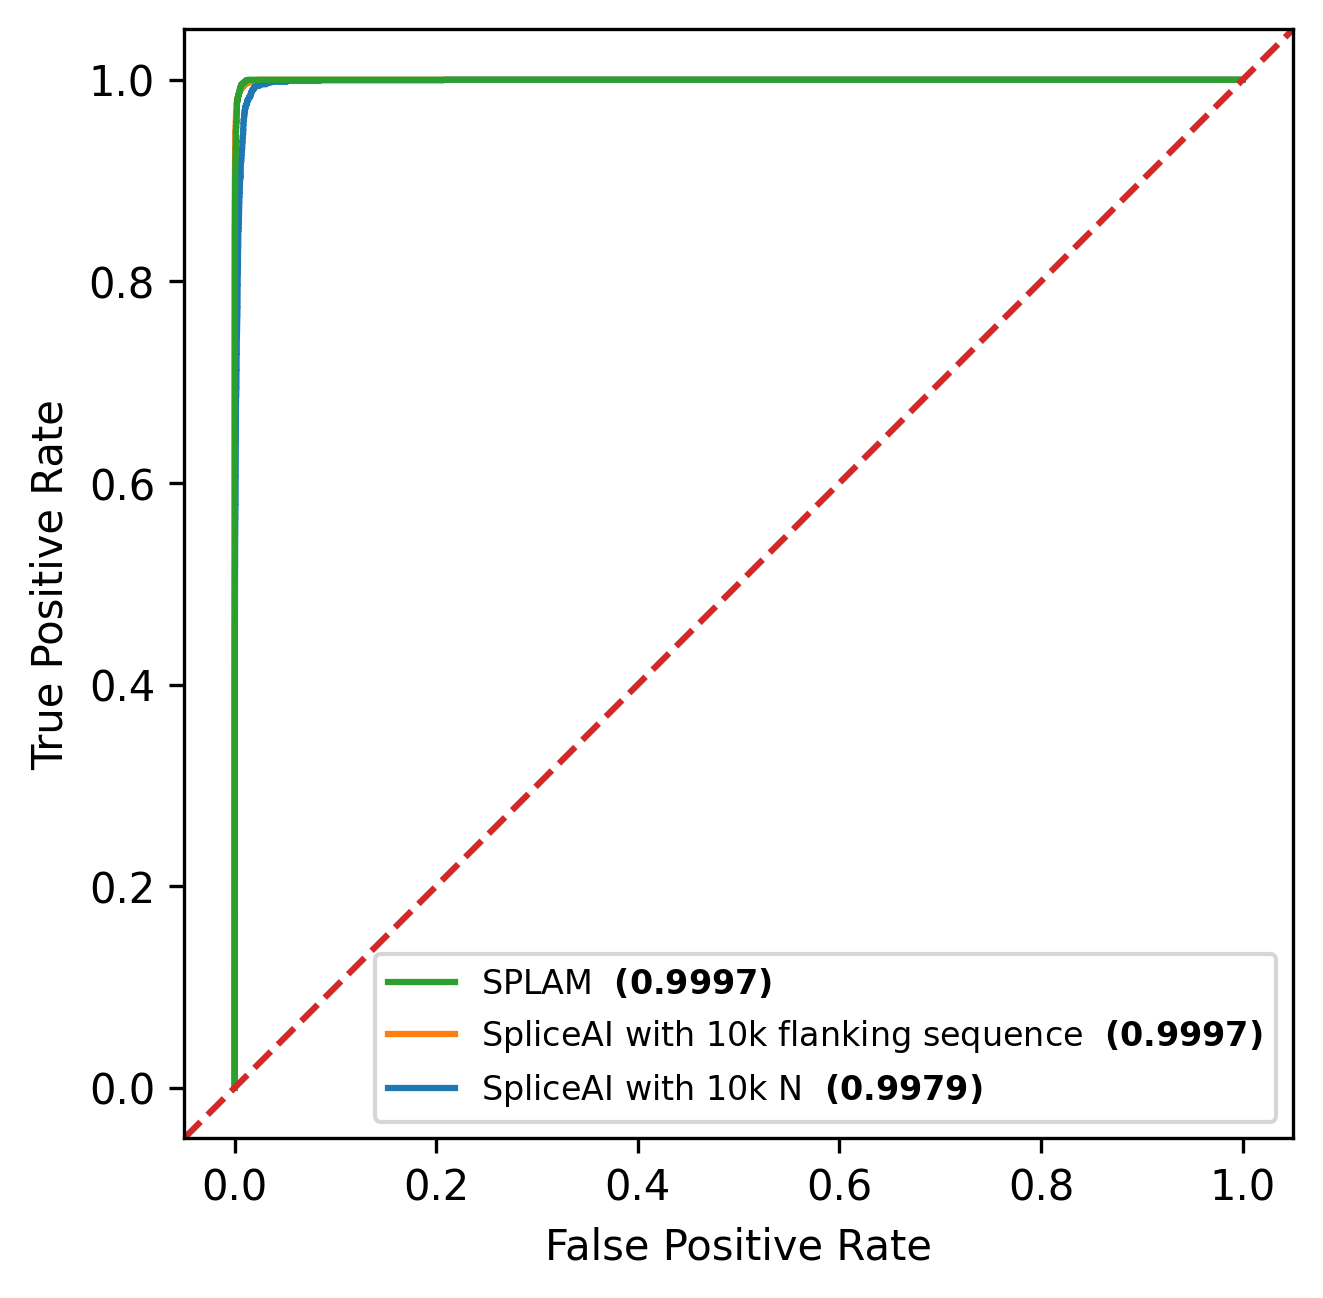 1.0
0.8
0.6
0.4
0.2
0.0
True Positive Rate
SPLAM (0.9997)
SpliceAI with 10k flanking sequence (0.9997)
SpliceAI with 10k N (0.9979)
0.0 0.2 0.4 0.6 0.8 1.0
False Positive Rate